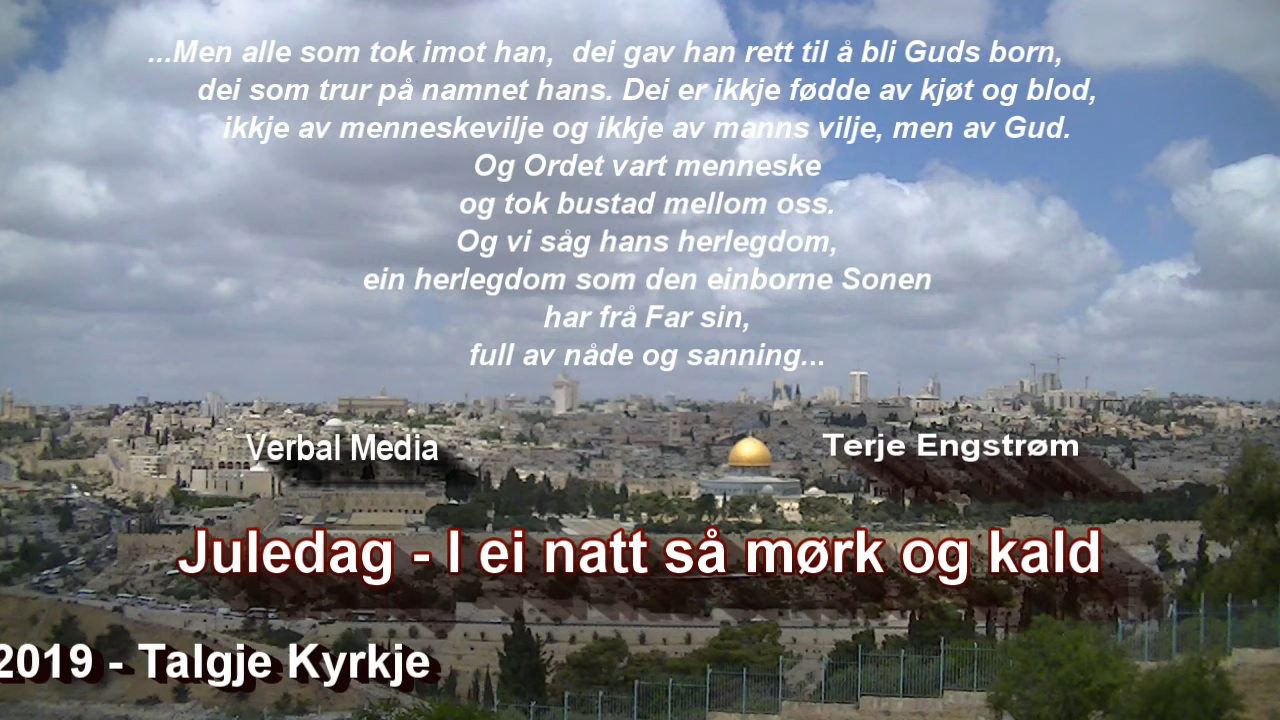 ...Men alle som tok imot han, dei gav han rett til å bli Guds born,
dei som trur på namnet hans. Dei er ikkje fødde av kjøt og blod,
ikkje av menneskevilje og ikkje av manns vilje, men av Gud.
Og Ordet vart menneske
og tok bustad mellom oss.
Og vi såg hans herlegdom,
ein herlegdom som den einborne Sonen
har frå Far sin,
full av nåde og sanning...
Verbal Media
Terje Engstrøm
Juledag - I ei natt så mørk og kald
2019 - Talgje Kyrkje